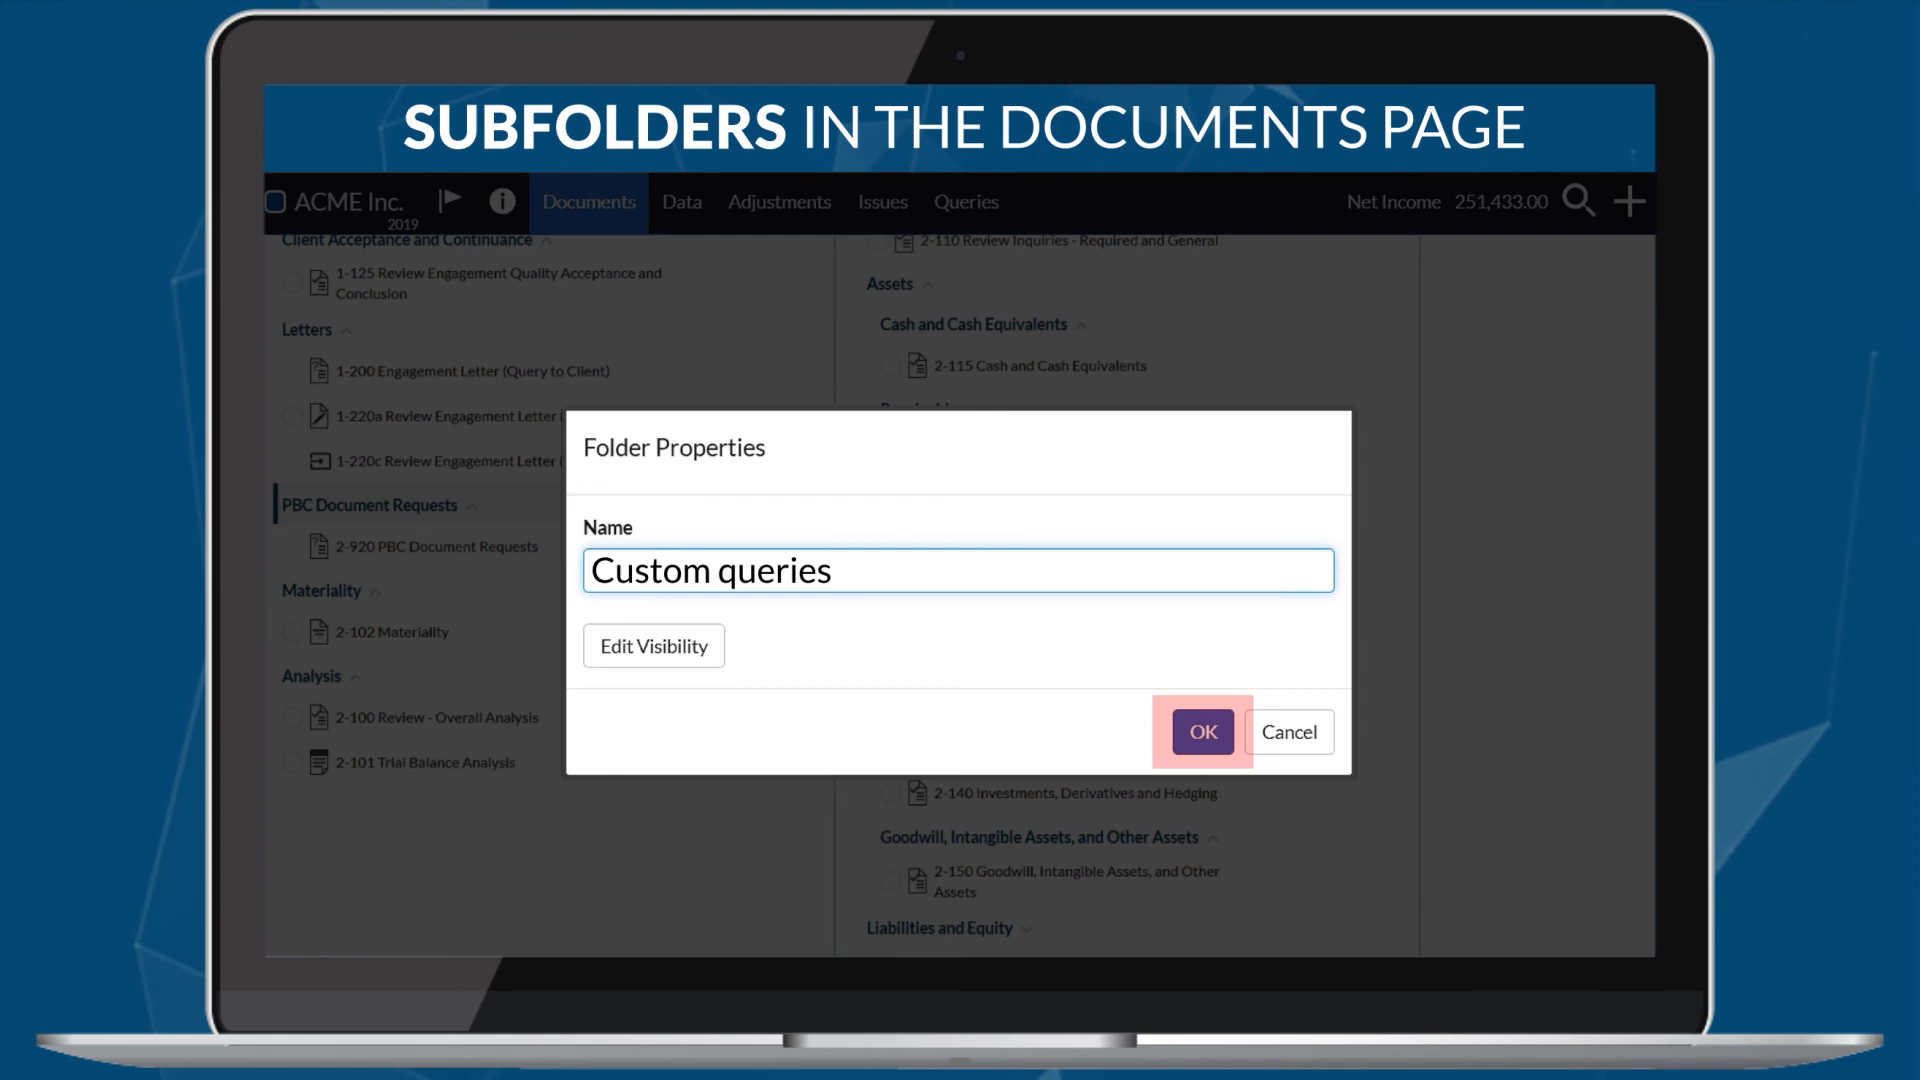 SUBFOLDERS IN THE DOCUMENTS PAGE
ACME Inc.
2019
Documents
Data
Adjustments
Issues
Queries
Net Income 251,433.00
Client Acceptance and Continuance
1-125 Review Engagement Quality Acceptance and
Conclusion
Letters
1-200 Engagement Letter (Query to Client)
1-220a Review Engagement Letter
1-220c Review Engagement Letter
PBC Document Requests
2-920 PBC Document Requests
Materiality
2-102 Materiality
Analysis
2-100 Review - Overall Analysis
2-101 Trial Balance Analysis
2-110 Review Inquiries - Required and General
Assets
Cash and Cash Equivalents
2-115 Cash and Cash Equivalents
Folder Properties
Name
Custom queries
Edit Visibility
OK
Cancel
2-140 Investments, Derivatives and Hedging
Goodwill, Intangible Assets, and Other Assets
2-150 Goodwill, Intangible Assets, and Other
Assets
Liabilities and Equity